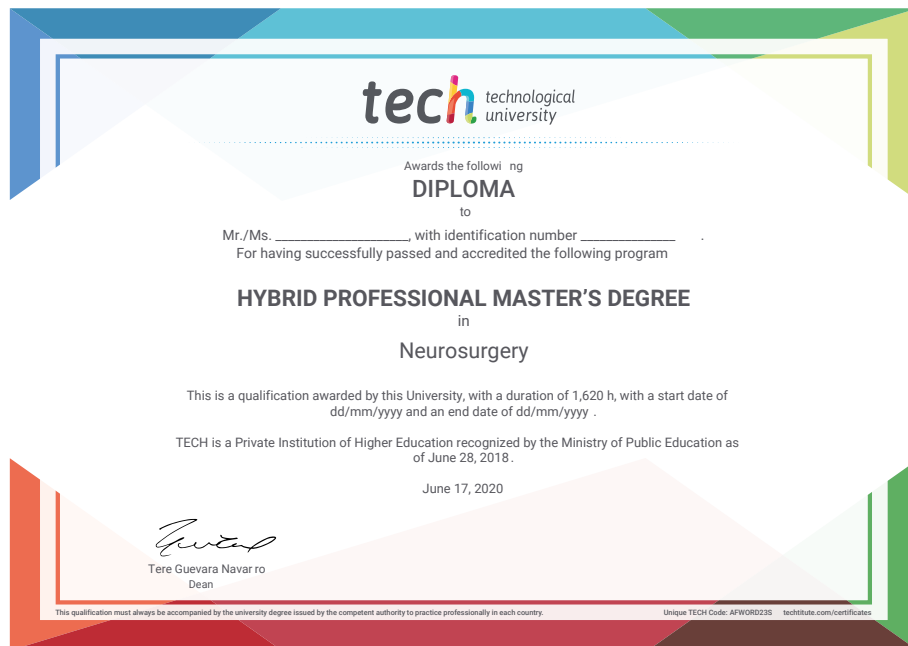 tech technological
university
Awards the followi ng
DIPLOMA
to
Mr./Ms. _____________________, with identification number _______________ .
For having successfully passed and accredited the following program
HYBRID PROFESSIONAL MASTER’S DEGREE
in
Neurosurgery
This is a qualification awarded by this University, with a duration of 1,620 h, with a start date of
dd/mm/yyyy and an end date of dd/mm/yyyy .
TECH is a Private Institution of Higher Education recognized by the Ministry of Public Education as
of June 28, 2018 .
June 17, 2020
Tere Guevara Navar ro
Dean
This qualification must always be accompanied by the university degree issued by the competent authority to practice professionally in each country.
Unique TECH Code: AFWORD23S techtitute.com/certificates